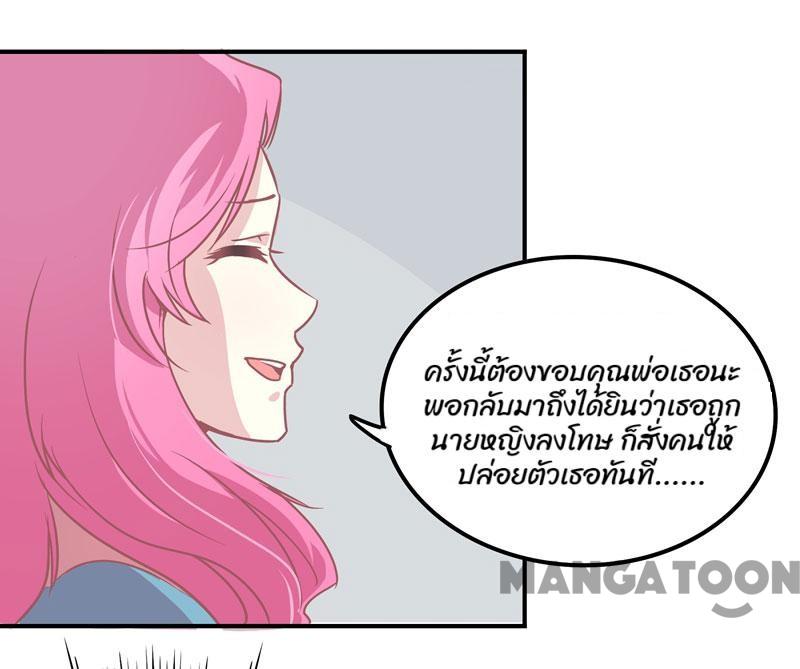 ครั้งนี้ต้องขอบคุณพ่อเธอนะ
พอกลับมาถึงได้ยินว่าเธอถูก
นายหญิงลงโทษ ก็สั่งคนให้
ปล่อยตัวเธอทันที......
MANGATOON